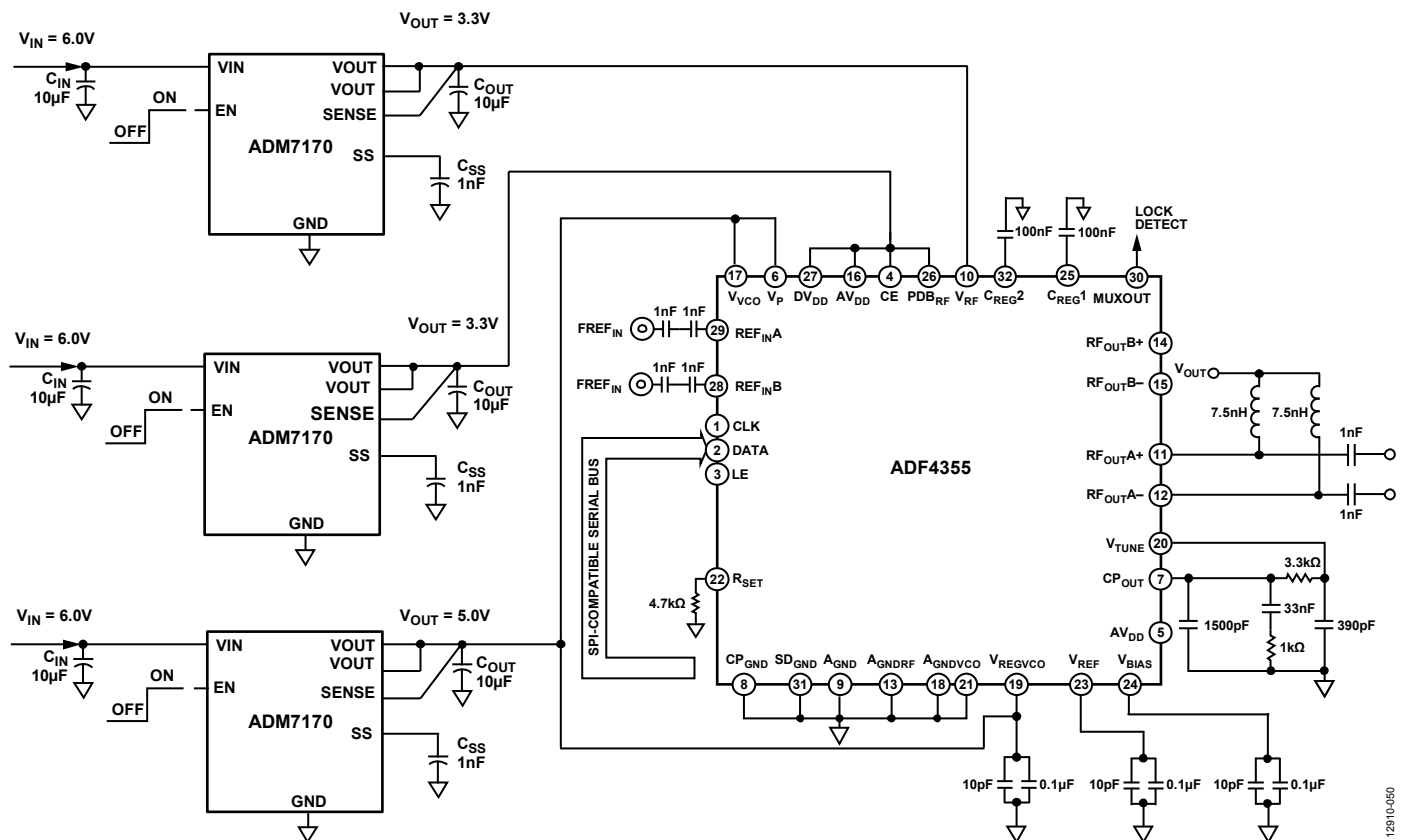 VOUT = 3.3V
VIN = 6.0V
CIN
10µF
ON
OFF
VIN
EN
ADM7170
VOUT
VOUT
SENSE
SS
GND
COUT
10µF
CSS
1nF
VOUT = 3.3V
VIN = 6.0V
CIN
10µF
ON
OFF
VIN
EN
ADM7170
VOUT
VOUT
SENSE
SS
GND
COUT
10µF
CSS
1nF
VOUT = 5.0V
VIN = 6.0V
CIN
10µF
ON
OFF
VIN
EN
ADM7170
VOUT
VOUT
SENSE
SS
GND
COUT
10µF
CSS
1nF
100nF
100nF
LOCK
DETECT
17 6 27 16 4 26 10 32 25 30
VVCO VP DVDD AVDD CE PDBRF VRF CREG2 CREG1 MUXOUT
FREFIN 1nF 1nF 29 REFINA
FREFIN 1nF 1nF 28 REFINB
1 CLK
2 DATA
3 LE
SPI-COMPATIBLE SERIAL BUS
22 RSET
4.7kΩ
ADF4355
RFOUTB+ 14
RFOUTB– 15
VOUT
7.5nH 7.5nH
RFOUTA+ 11
1nF
RFOUTA– 12
1nF
VTUNE 20
CPOUT 7
3.3kΩ
1500pF
33nF
1kΩ
390pF
AVDD 5
CPGND SDGND AGND AGNDRF AGNDVCO VREGVCO VREF VBIAS
8 31 9 13 18 21 19 23 24
10pF 0.1µF
10pF 0.1µF
10pF 0.1µF
12910-050